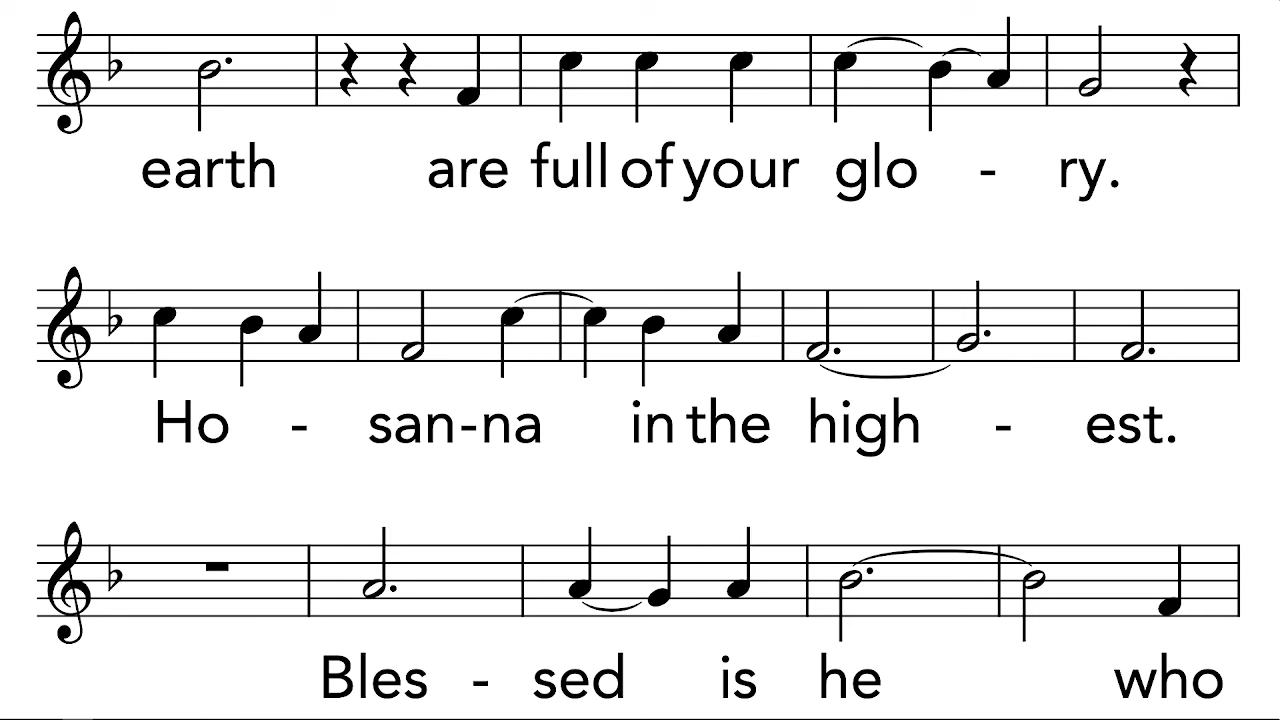 earth are full of your glo - ry.
Ho - san-na in the high - est.
Bles - sed is he who